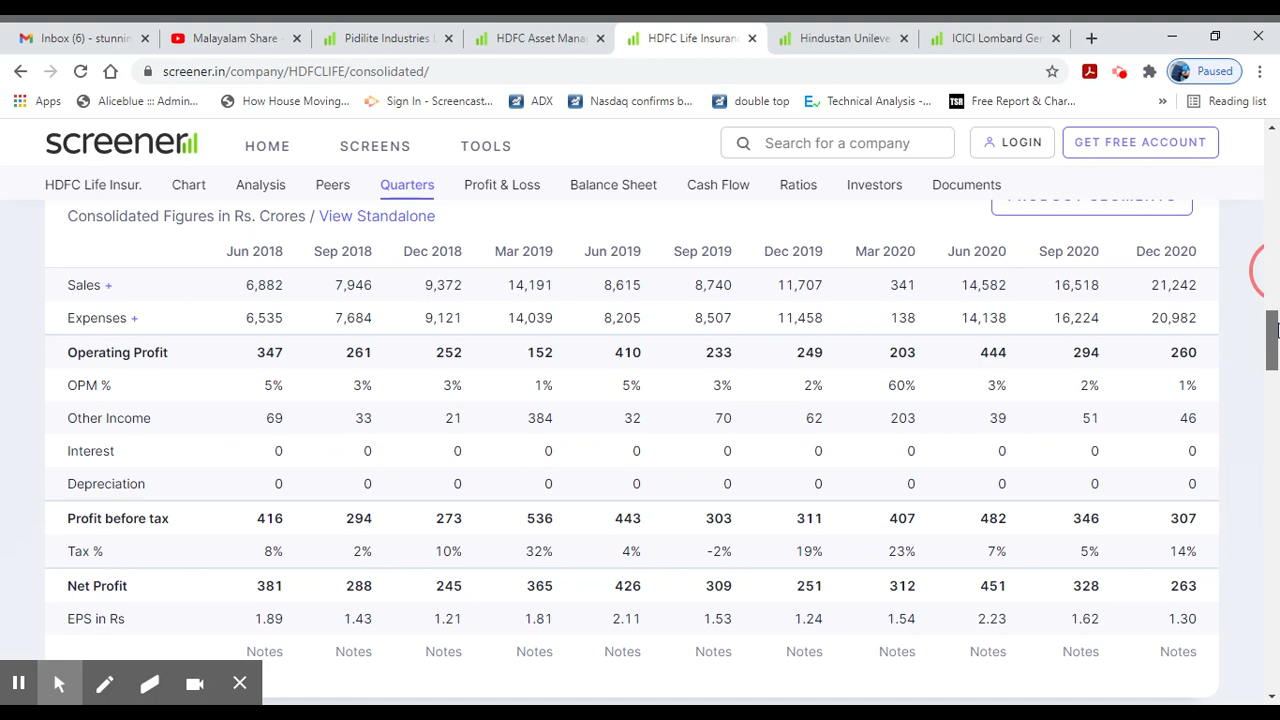 Inbox (6) - stunnin
Malayalam Share -
Pidilite Industries L
HDFC Asset Mana
HDFC Life Insuran
Hindustan Unileve
ICICI Lombard Gen
screener.in/company/HDFCLIFE/consolidated/
Paused
Apps
Aliceblue ::: Admin...
How House Moving...
Sign In - Screencast...
ADX
Nasdaq confirms b...
double top
Technical Analysis -...
TSR
Free Report & Char...
»
Reading list
screener
HOME
SCREENS
TOOLS
Search for a company
LOGIN
GET FREE ACCOUNT
HDFC Life Insur.
Chart
Analysis
Peers
Quarters
Profit & Loss
Balance Sheet
Cash Flow
Ratios
Investors
Documents
PRODUCT SEGMENTS
Consolidated Figures in Rs. Crores / View Standalone
Jun 2018 Sep 2018 Dec 2018 Mar 2019 Jun 2019 Sep 2019 Dec 2019 Mar 2020 Jun 2020 Sep 2020 Dec 2020
Sales + 6,882 7,946 9,372 14,191 8,615 8,740 11,707 341 14,582 16,518 21,242
Expenses + 6,535 7,684 9,121 14,039 8,205 8,507 11,458 138 14,138 16,224 20,982
Operating Profit 347 261 252 152 410 233 249 203 444 294 260
OPM % 5% 3% 3% 1% 5% 3% 2% 60% 3% 2% 1%
Other Income 69 33 21 384 32 70 62 203 39 51 46
Interest 0 0 0 0 0 0 0 0 0 0 0
Depreciation 0 0 0 0 0 0 0 0 0 0 0
Profit before tax 416 294 273 536 443 303 311 407 482 346 307
Tax % 8% 2% 10% 32% 4% -2% 19% 23% 7% 5% 14%
Net Profit 381 288 245 365 426 309 251 312 451 328 263
EPS in Rs 1.89 1.43 1.21 1.81 2.11 1.53 1.24 1.54 2.23 1.62 1.30
Notes Notes Notes Notes Notes Notes Notes Notes Notes Notes Notes